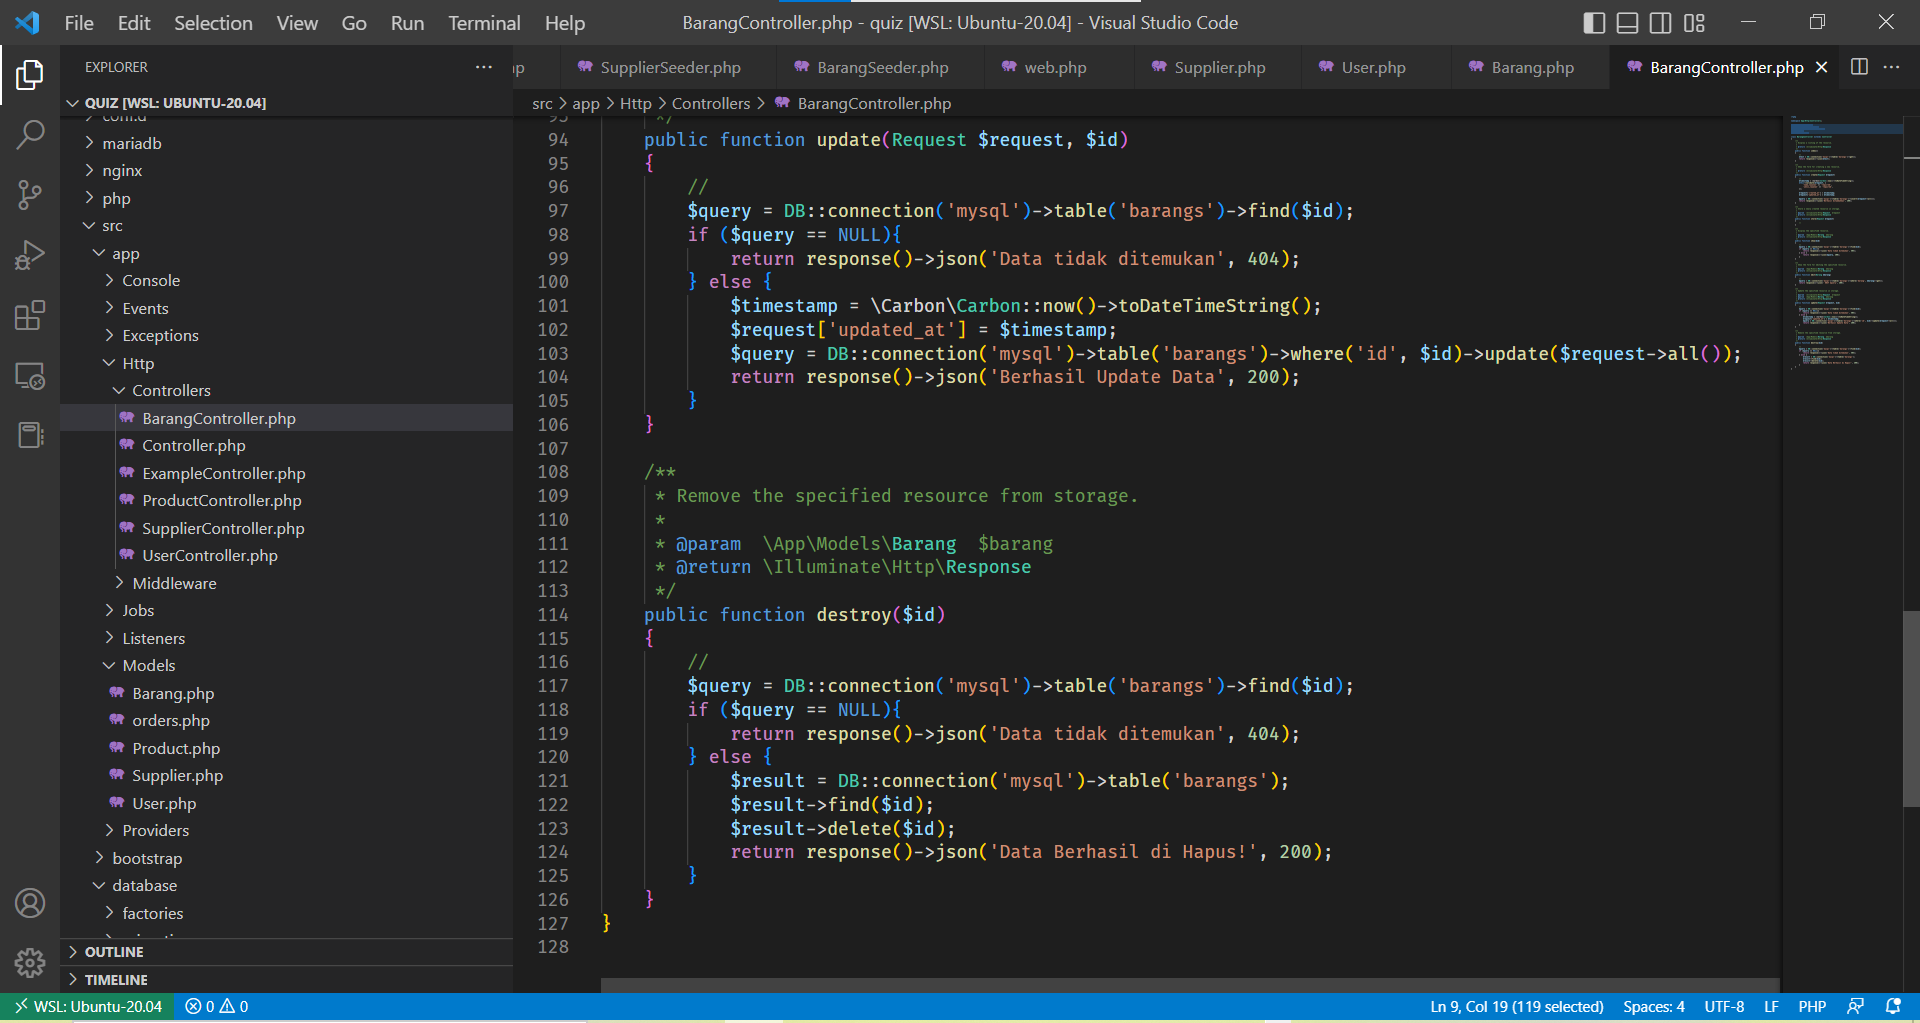 File Edit Selection View Go Run Terminal Help
BarangController.php - quiz [WSL: Ubuntu-20.04] - Visual Studio Code
EXPLORER
SupplierSeeder.php BarangSeeder.php web.php Supplier.php User.php Barang.php BarangController.php
QUIZ [WSL: UBUNTU-20.04]
src > app > Http > Controllers > BarangController.php
conf.d
mariadb
nginx
php
src
app
Console
Events
Exceptions
Http
Controllers
BarangController.php
Controller.php
ExampleController.php
ProductController.php
SupplierController.php
UserController.php
Middleware
Jobs
Listeners
Models
Barang.php
orders.php
Product.php
Supplier.php
User.php
Providers
bootstrap
database
factories
OUTLINE
TIMELINE
93 */
94 public function update(Request $request, $id)
95 {
96 //
97 $query = DB::connection('mysql')->table('barangs')->find($id);
98 if ($query == NULL){
99 return response()->json('Data tidak ditemukan', 404);
100 } else {
101 $timestamp = \Carbon\Carbon::now()->toDateTimeString();
102 $request['updated_at'] = $timestamp;
103 $query = DB::connection('mysql')->table('barangs')->where('id', $id)->update($request->all());
104 return response()->json('Berhasil Update Data', 200);
105 }
106 }
107
108 /**
109 * Remove the specified resource from storage.
110 *
111 * @param  \App\Models\Barang  $barang
112 * @return \Illuminate\Http\Response
113 */
114 public function destroy($id)
115 {
116 //
117 $query = DB::connection('mysql')->table('barangs')->find($id);
118 if ($query == NULL){
119 return response()->json('Data tidak ditemukan', 404);
120 } else {
121 $result = DB::connection('mysql')->table('barangs');
122 $result->find($id);
123 $result->delete($id);
124 return response()->json('Data Berhasil di Hapus!', 200);
125 }
126 }
127 }
128
WSL: Ubuntu-20.04 0 0 Ln 9, Col 19 (119 selected) Spaces: 4 UTF-8 LF PHP